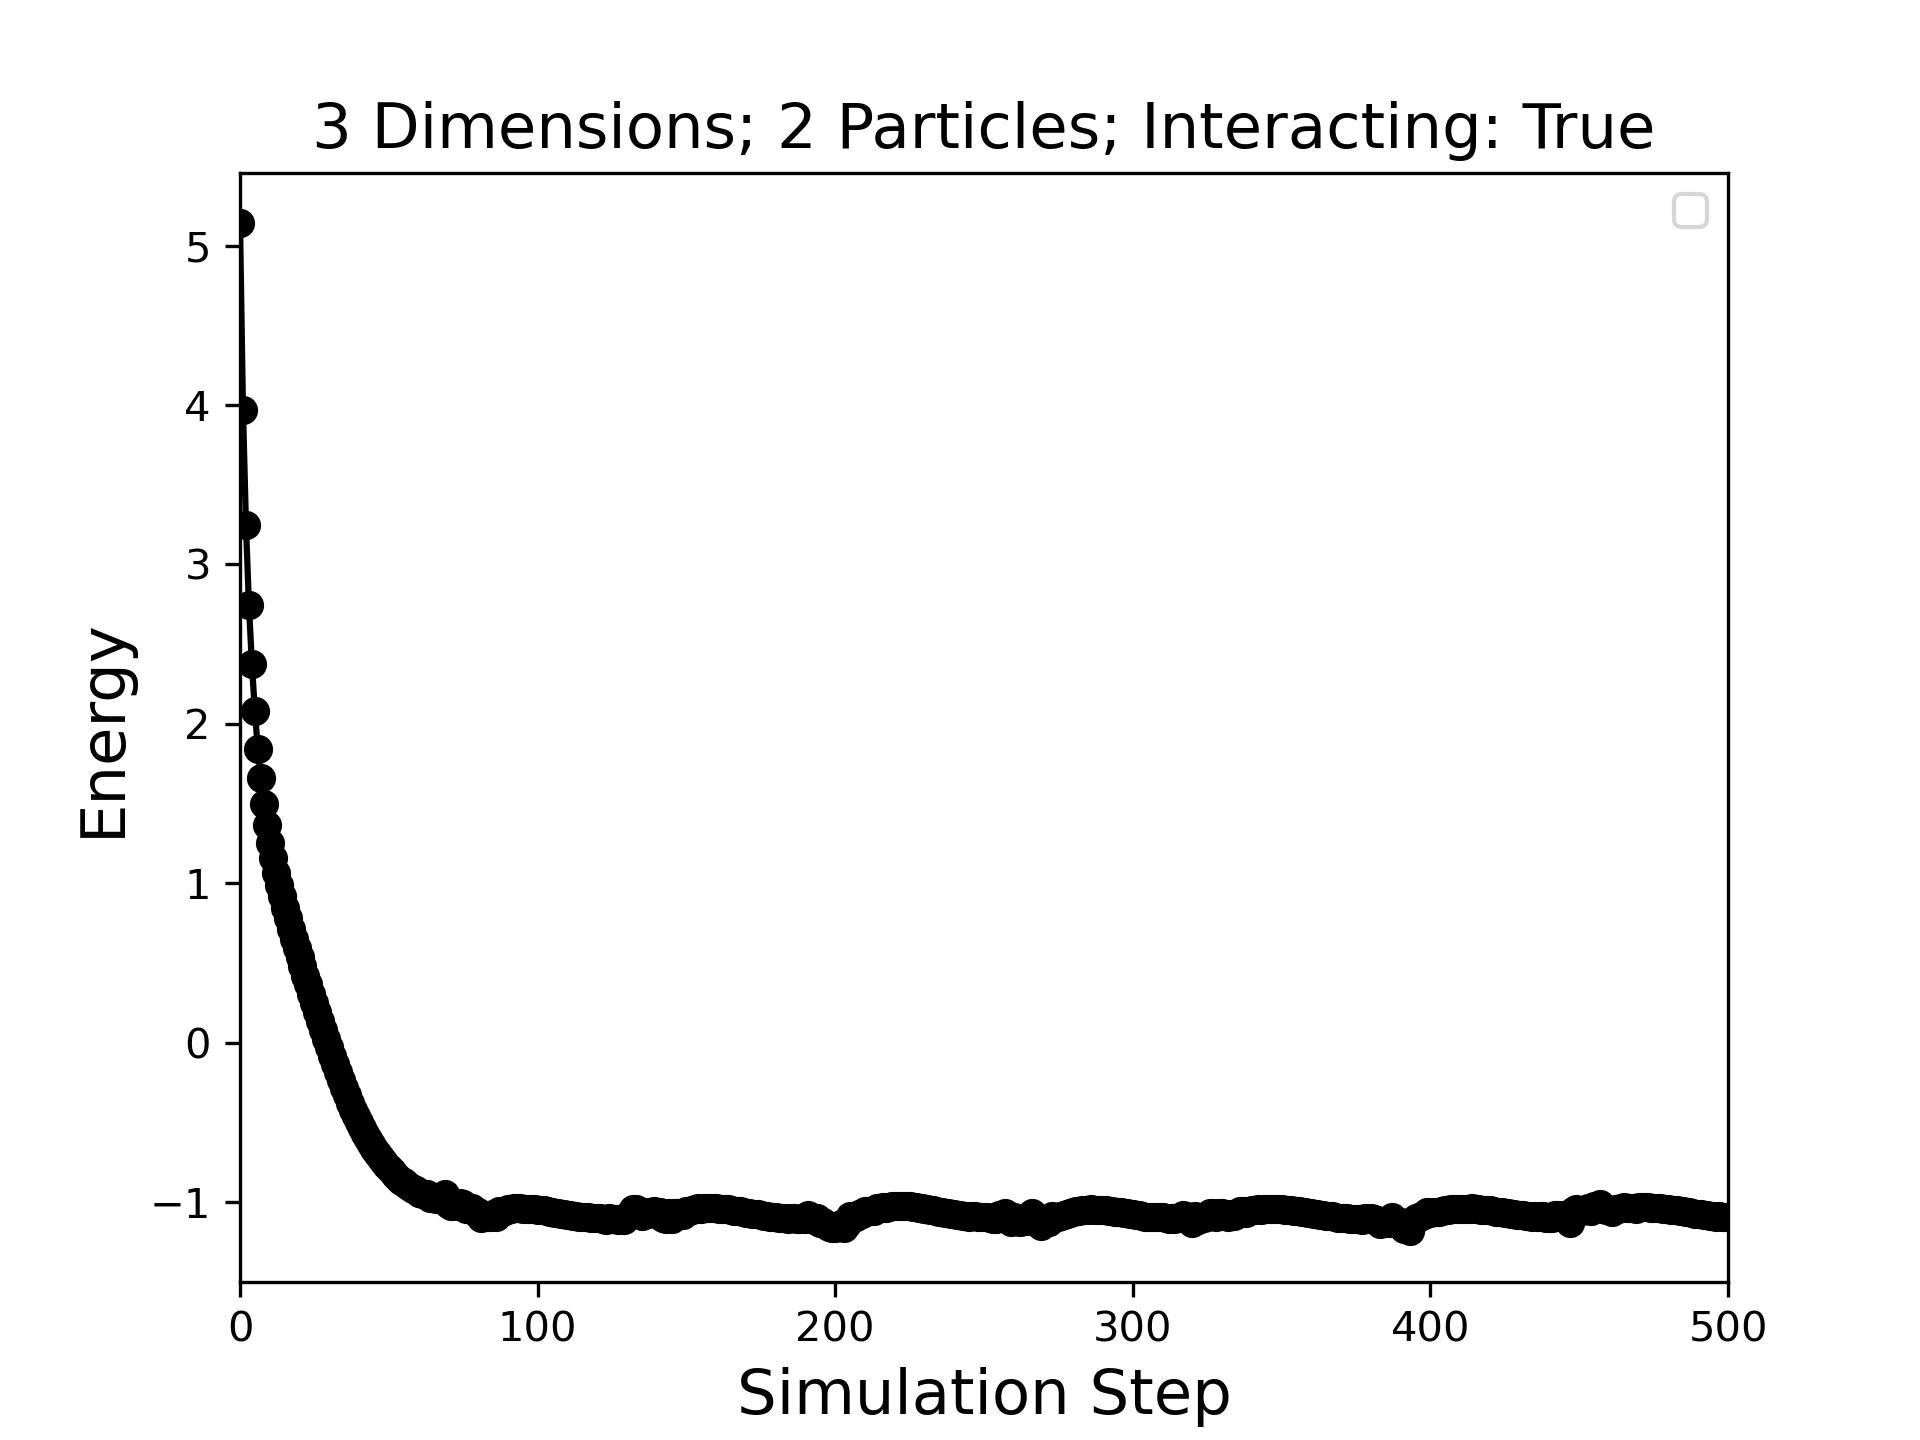 3 Dimensions; 2 Particles; Interacting: True
5
4
3
2
1
0
−1
Energy
0 100 200 300 400 500
Simulation Step